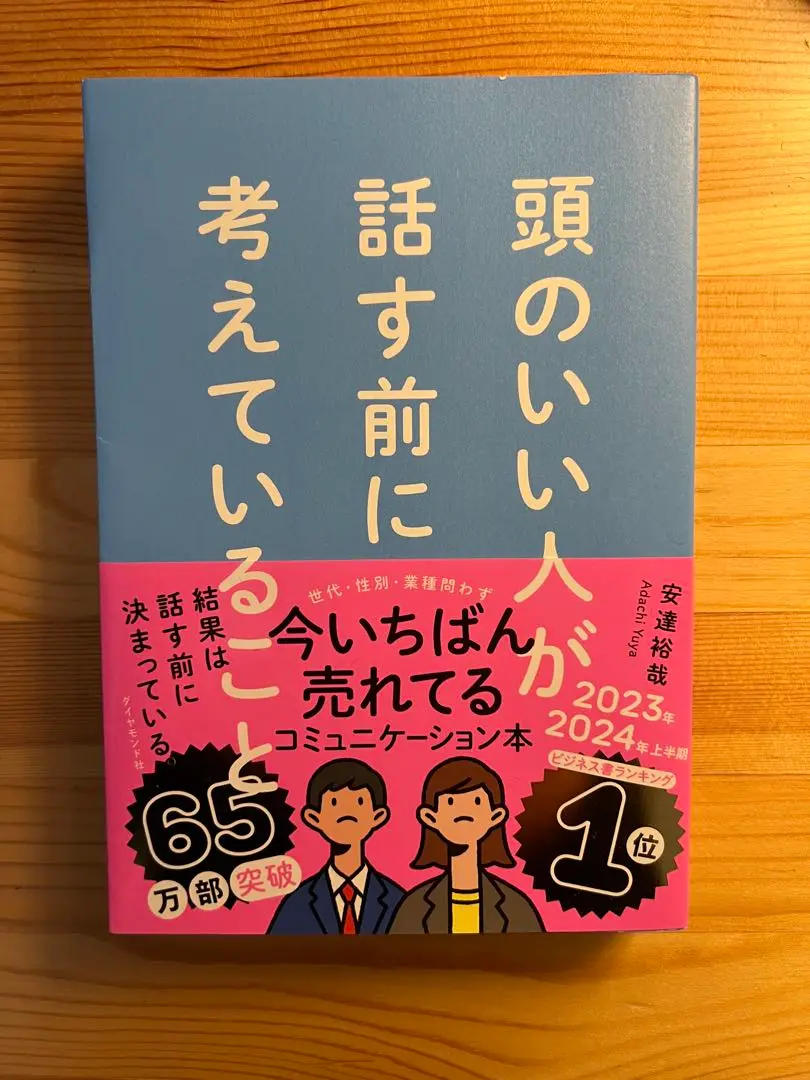 頭のいい人が
話す前に
考えていること
安達裕哉
Adachi Yuya
世代・性別・業種問わず
今いちばん
売れてる
コミュニケーション本
結果は
話す前に
決まっている。
ダイヤモンド社
2023年
2024年上半期
ビジネス書ランキング
1位
65
万部突破